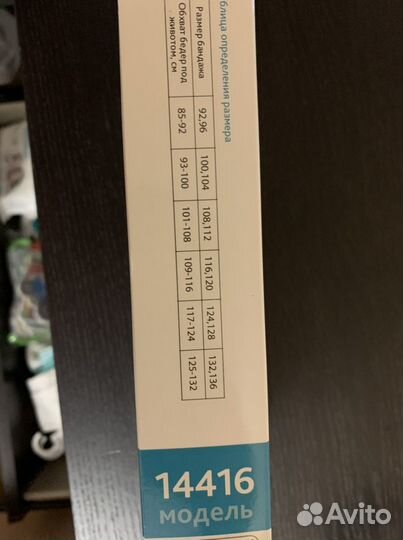 блица определения размера
Размер бандажа 92,96 100,104 108,112 116,120 124,128 132,136
Обхват бедер под
животом, см 85-92 93-100 101-108 109-116 117-124 125-132
14416
модель
Avito